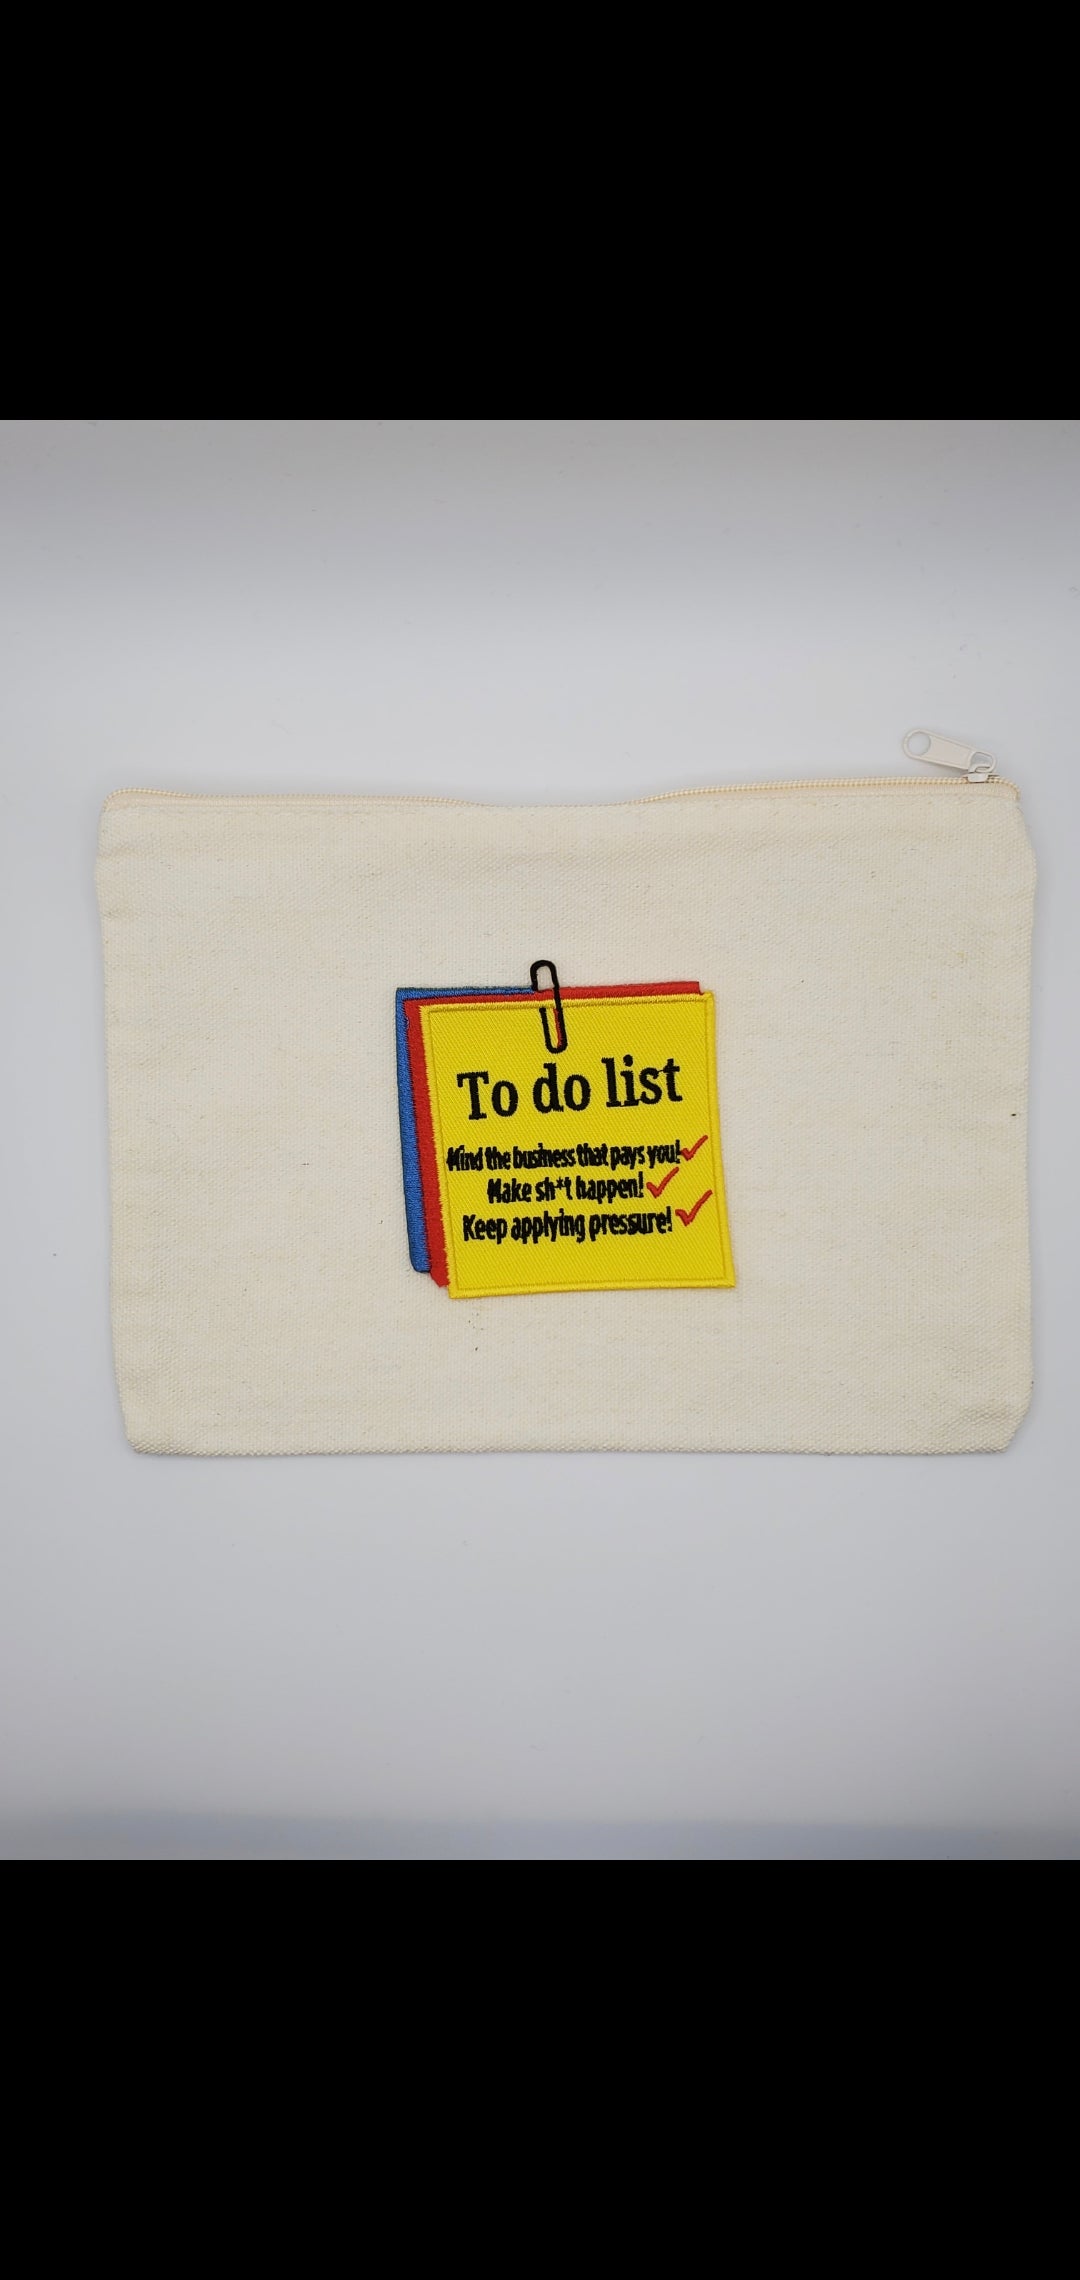 To do list
Mind the business that pays you!
Make sh*t happen!
Keep applying pressure!